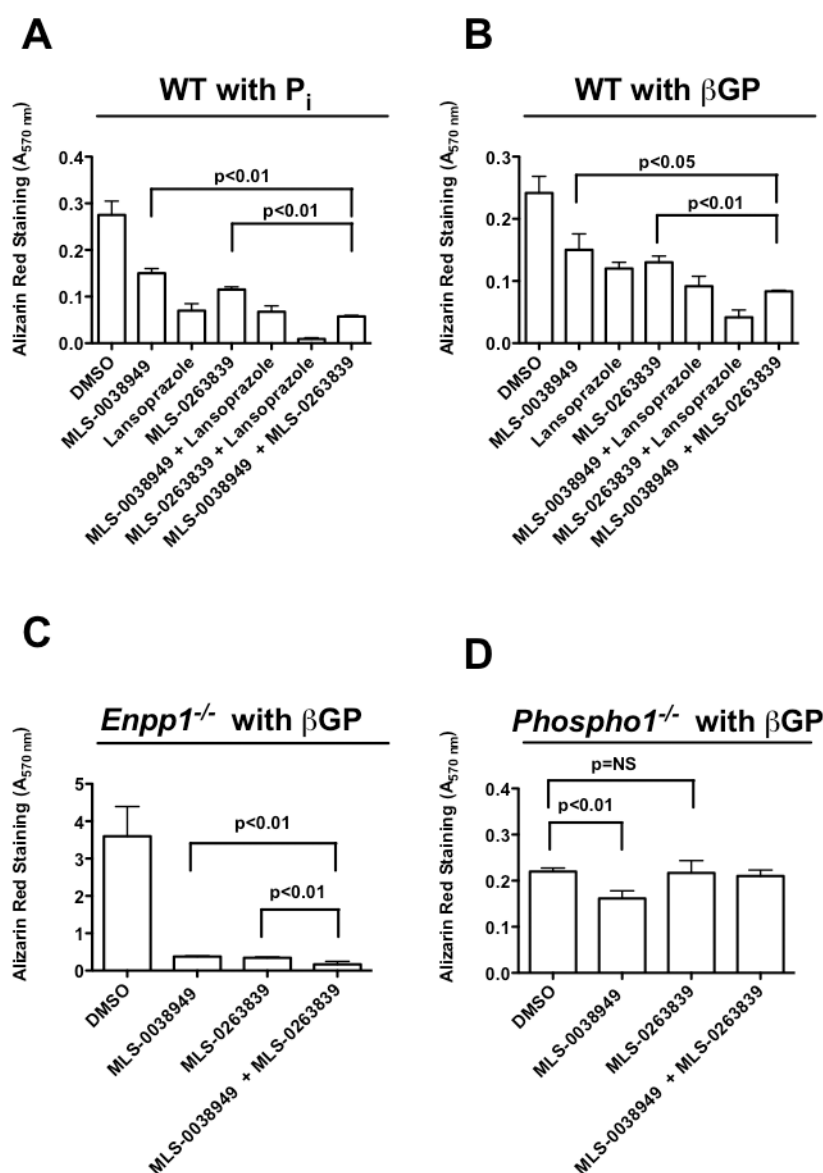 A
WT with Pi
Alizarin Red Staining (A570 nm)
0.4
0.3
0.2
0.1
0.0
p<0.01
p<0.01
DMSO
MLS-0038949
Lansoprazole
MLS-0263839
MLS-0038949 + Lansoprazole
MLS-0263839 + Lansoprazole
MLS-0038949 + MLS-0263839
B
WT with βGP
Alizarin Red Staining (A570 nm)
0.3
0.2
0.1
0.0
p<0.05
p<0.01
DMSO
MLS-0038949
Lansoprazole
MLS-0263839
MLS-0038949 + Lansoprazole
MLS-0263839 + Lansoprazole
MLS-0038949 + MLS-0263839
C
Enpp1-/- with βGP
Alizarin Red Staining (A570 nm)
5
4
3
2
1
0
p<0.01
p<0.01
DMSO
MLS-0038949
MLS-0263839
MLS-0038949 + MLS-0263839
D
Phospho1-/- with βGP
Alizarin Red Staining (A570 nm)
0.4
0.3
0.2
0.1
0.0
p=NS
p<0.01
DMSO
MLS-0038949
MLS-0263839
MLS-0038949 + MLS-0263839